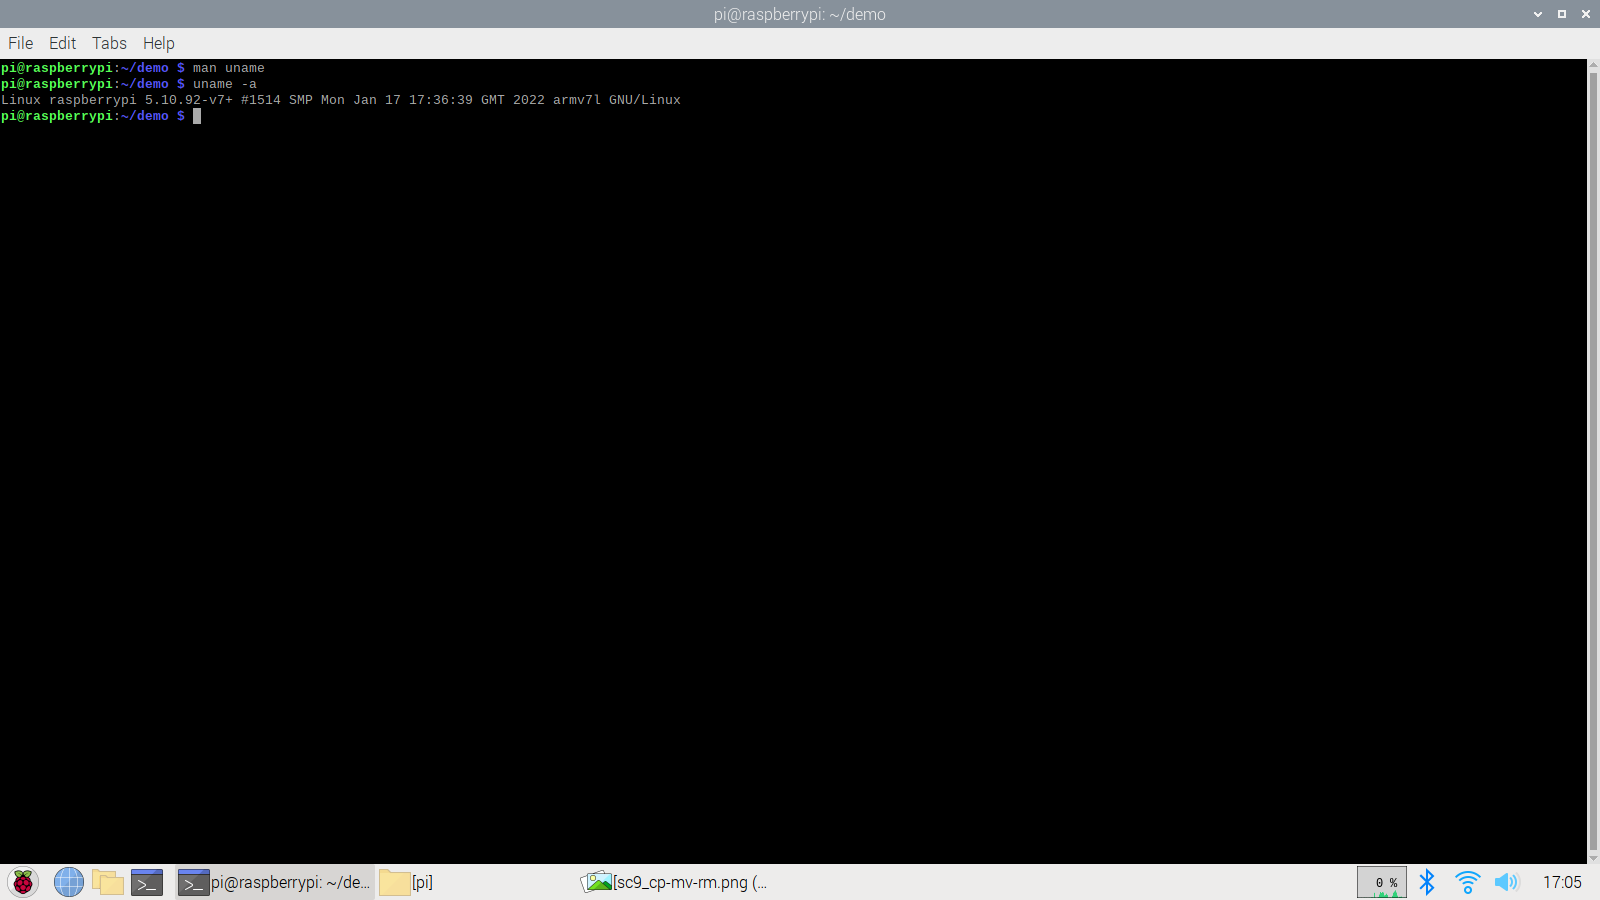 pi@raspberrypi: ~/demo
File Edit Tabs Help
pi@raspberrypi:~/demo $ man uname
pi@raspberrypi:~/demo $ uname -a
Linux raspberrypi 5.10.92-v7+ #1514 SMP Mon Jan 17 17:36:39 GMT 2022 armv7l GNU/Linux
pi@raspberrypi:~/demo $
>_ >_ pi@raspberrypi: ~/de... [pi] [sc9_cp-mv-rm.png (... 0 % 17:05